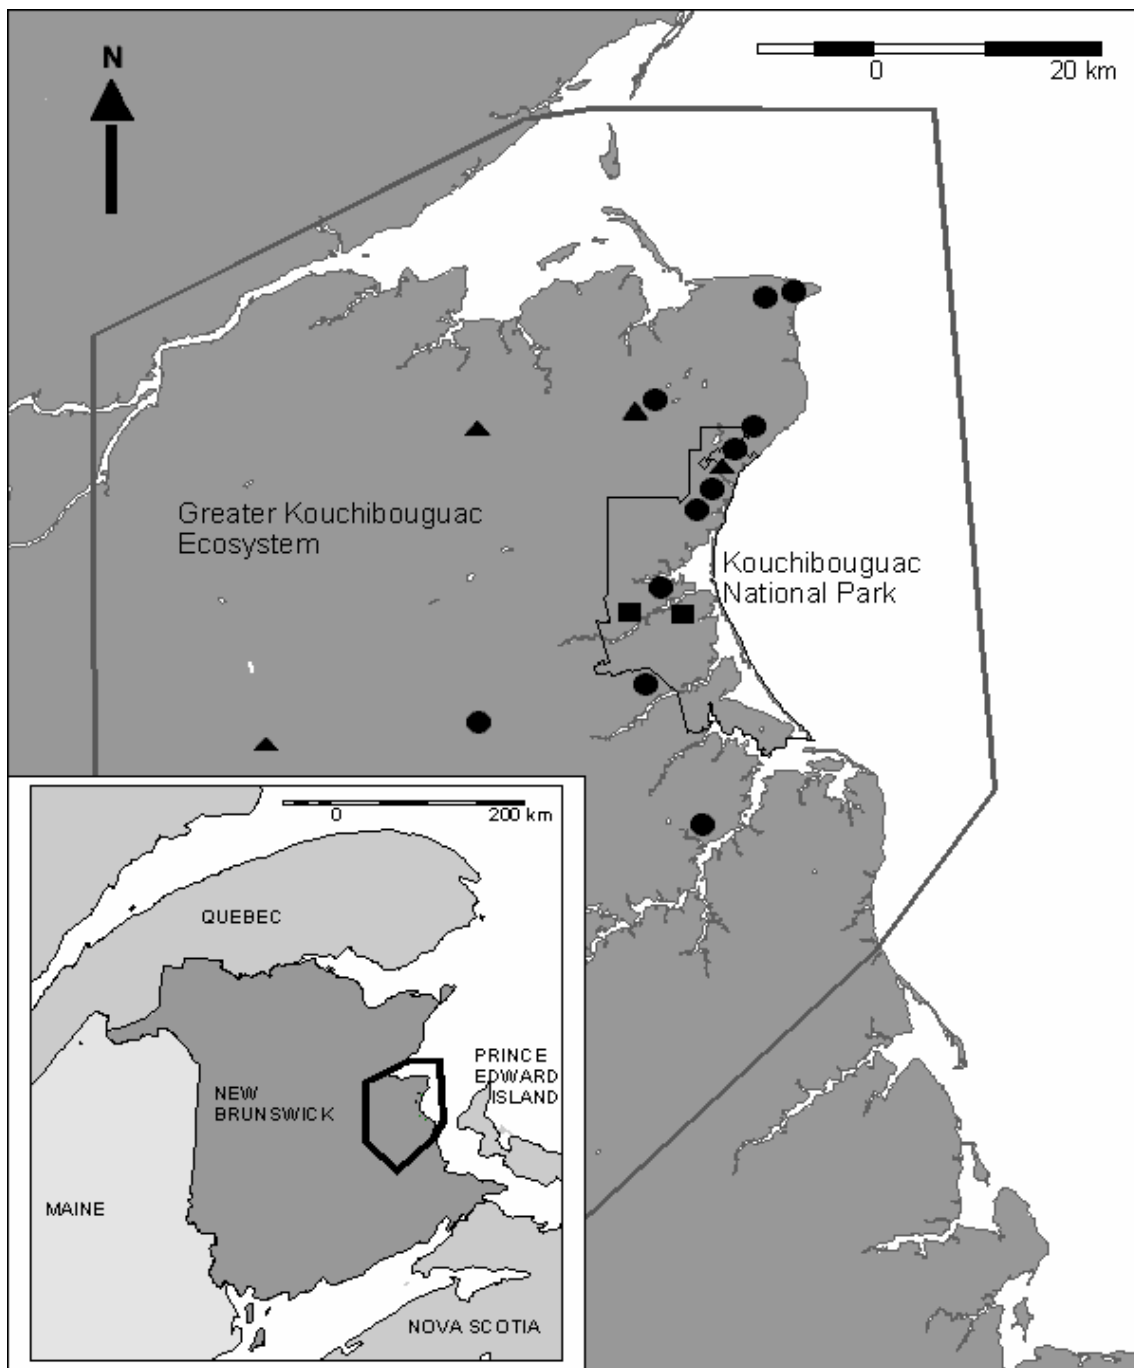 N
0 20 km
Greater Kouchibouguac
Ecosystem
Kouchibouguac
National Park
0 200 km
QUEBEC
PRINCE
EDWARD
ISLAND
NEW
BRUNSWICK
MAINE
NOVA SCOTIA